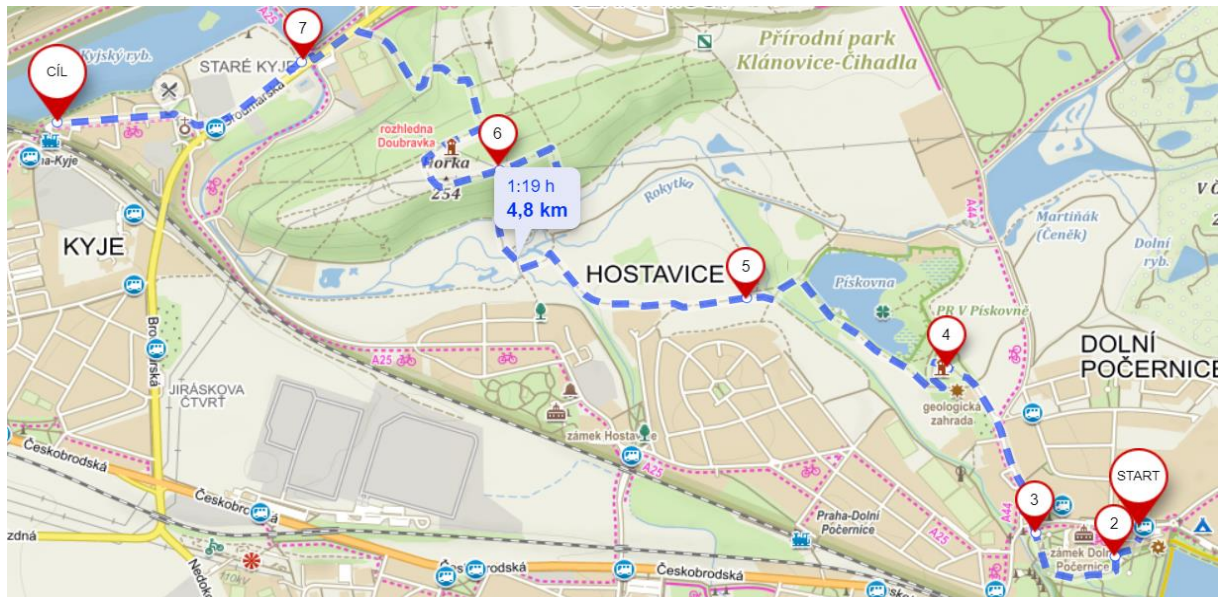 A25
7
Kyjský ryb.
CÍL
STARÉ KYJE
Přírodní park
Klánovice-Čihadla
rozhledna
Doubravka
6
Horka
254
1:19 h
4,8 km
Rokytka
A44
Martiňák
(Čeněk)
Dolní
ryb.
KYJE
HOSTAVICE
5
Pískovna
PR V Pískovně
4
DOLNÍ
POČERNICE
geologická
zahrada
A25
JIRÁSKOVA
ČTVRŤ
zámek Hostavice
A25
Českobrodská
Českobrodská
Praha-Dolní
Počernice
A25
A44
3
2
START
zámek Dolní
Počernice
110kV
Českobrodská
Českobrodská